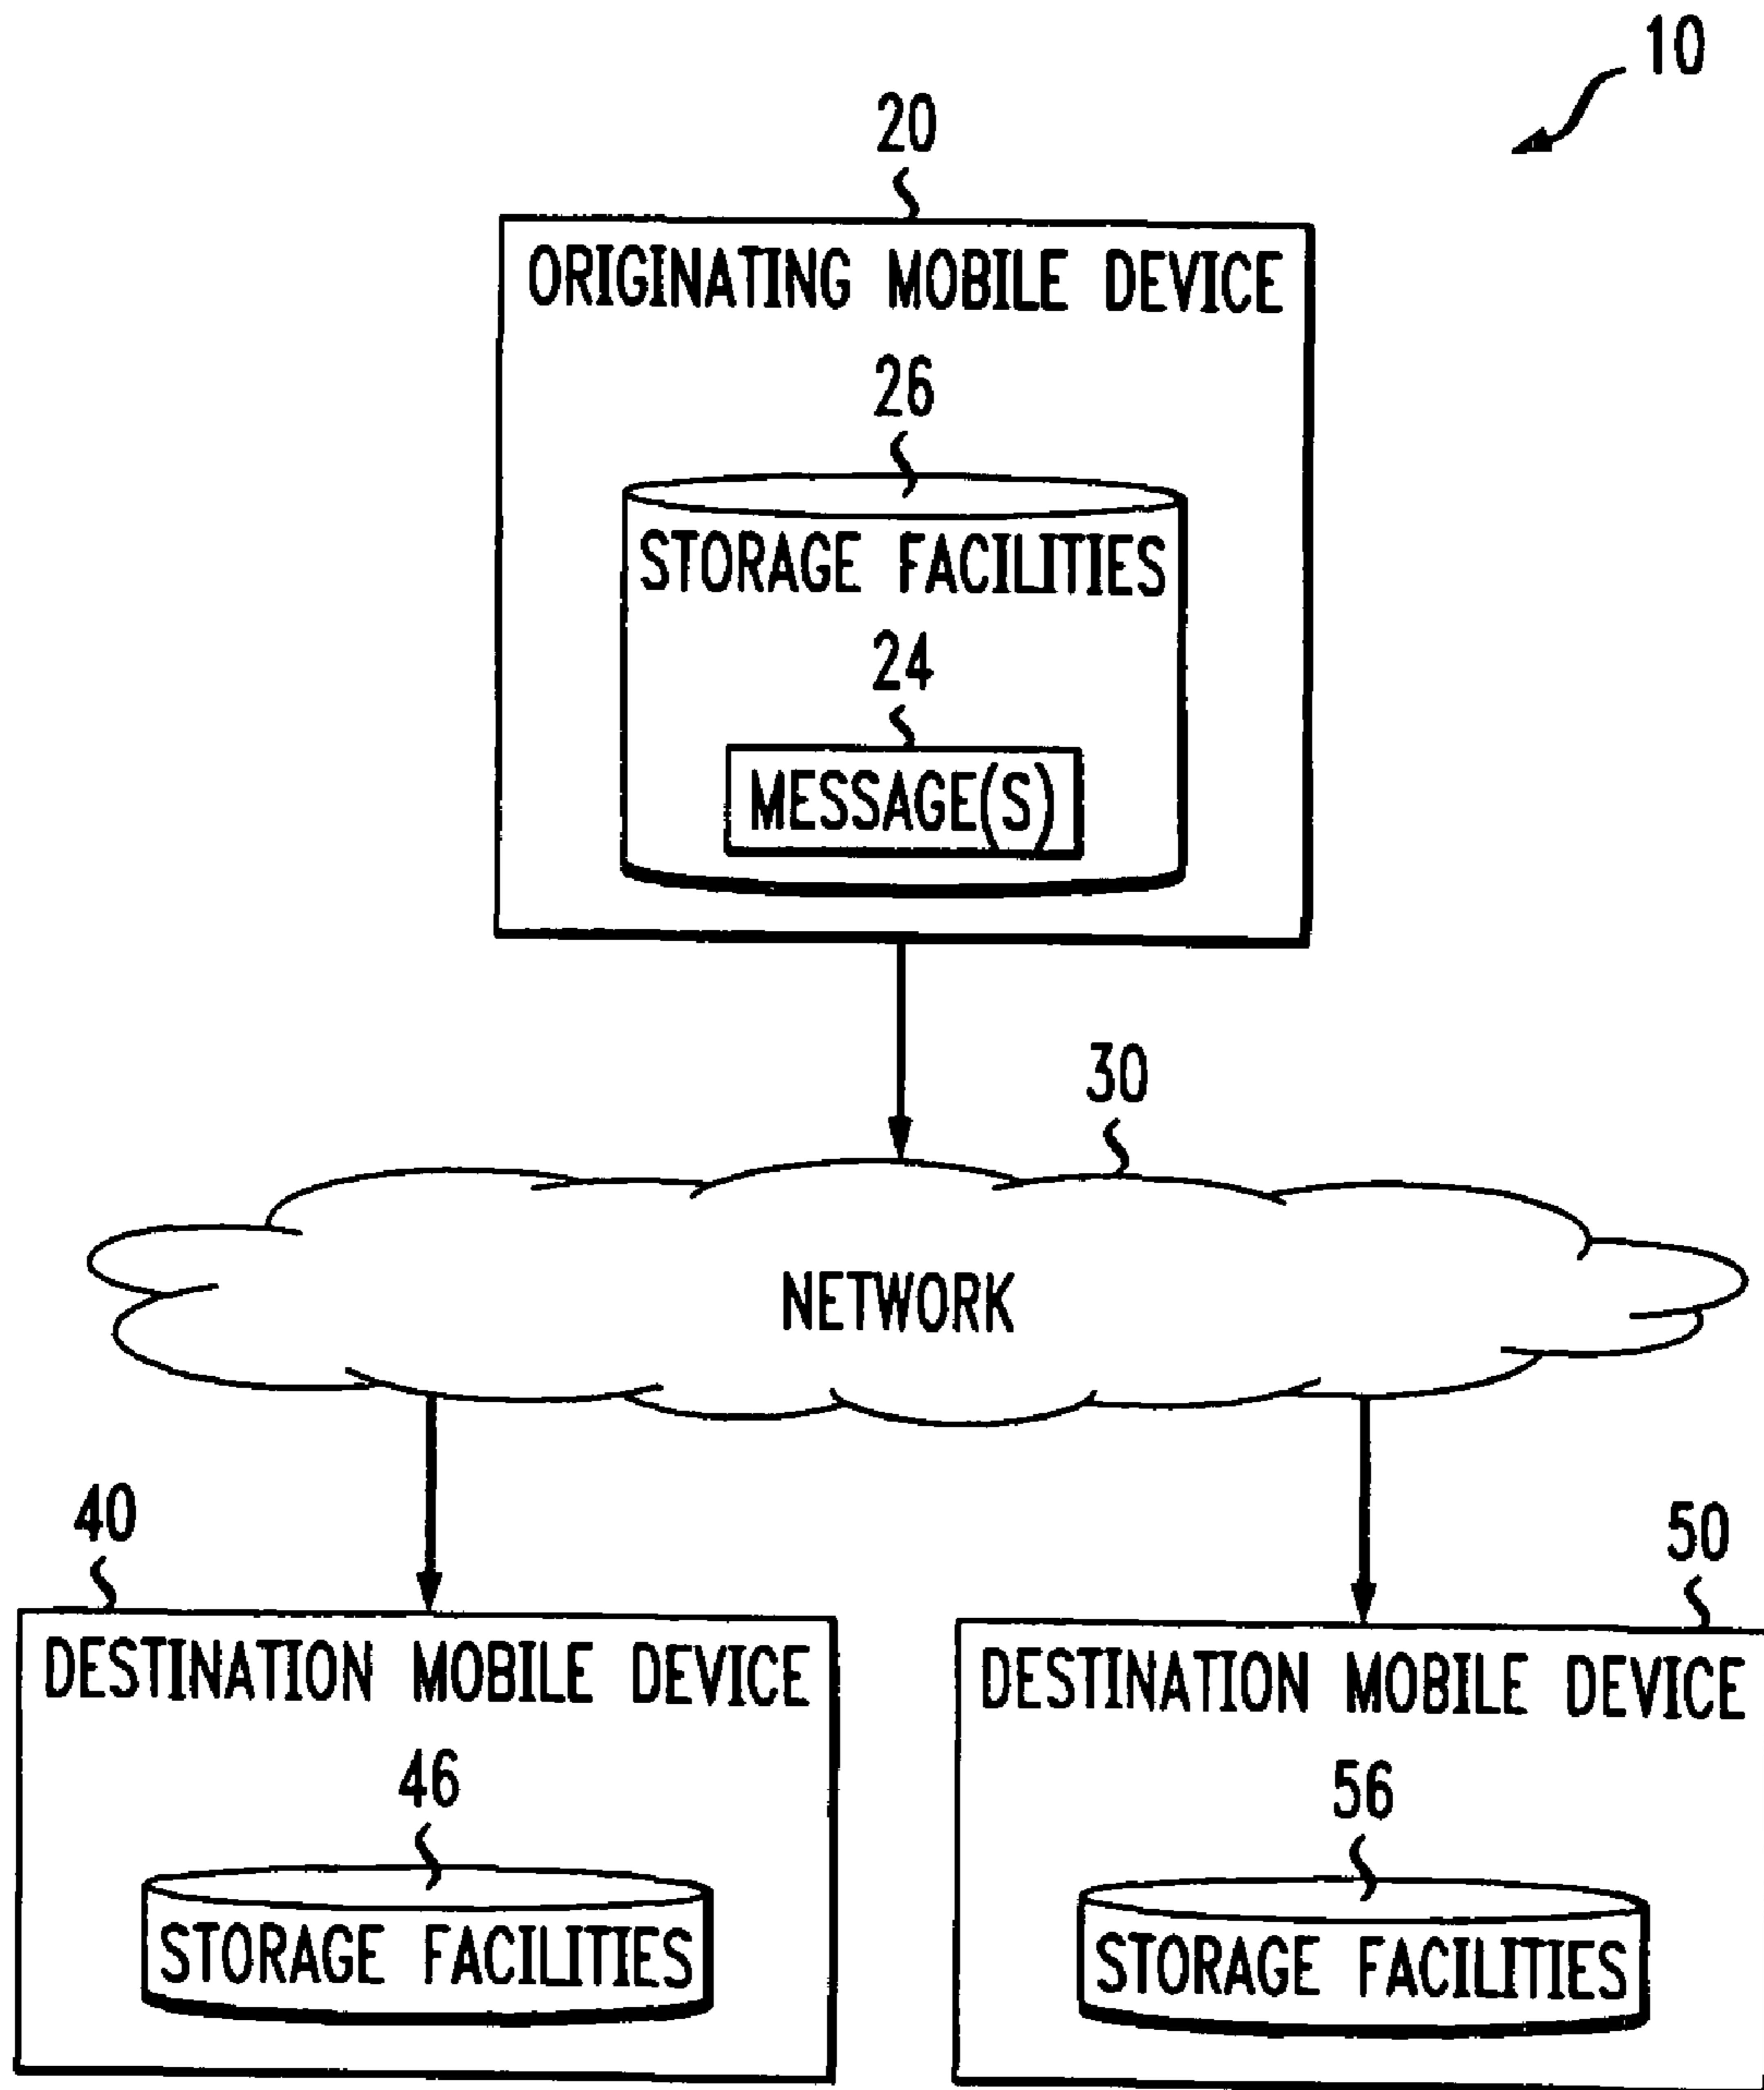 10
20
ORIGINATING MOBILE DEVICE
26
STORAGE FACILITIES
24
MESSAGE(S)
30
NETWORK
40
50
DESTINATION MOBILE DEVICE
DESTINATION MOBILE DEVICE
46
56
STORAGE FACILITIES
STORAGE FACILITIES